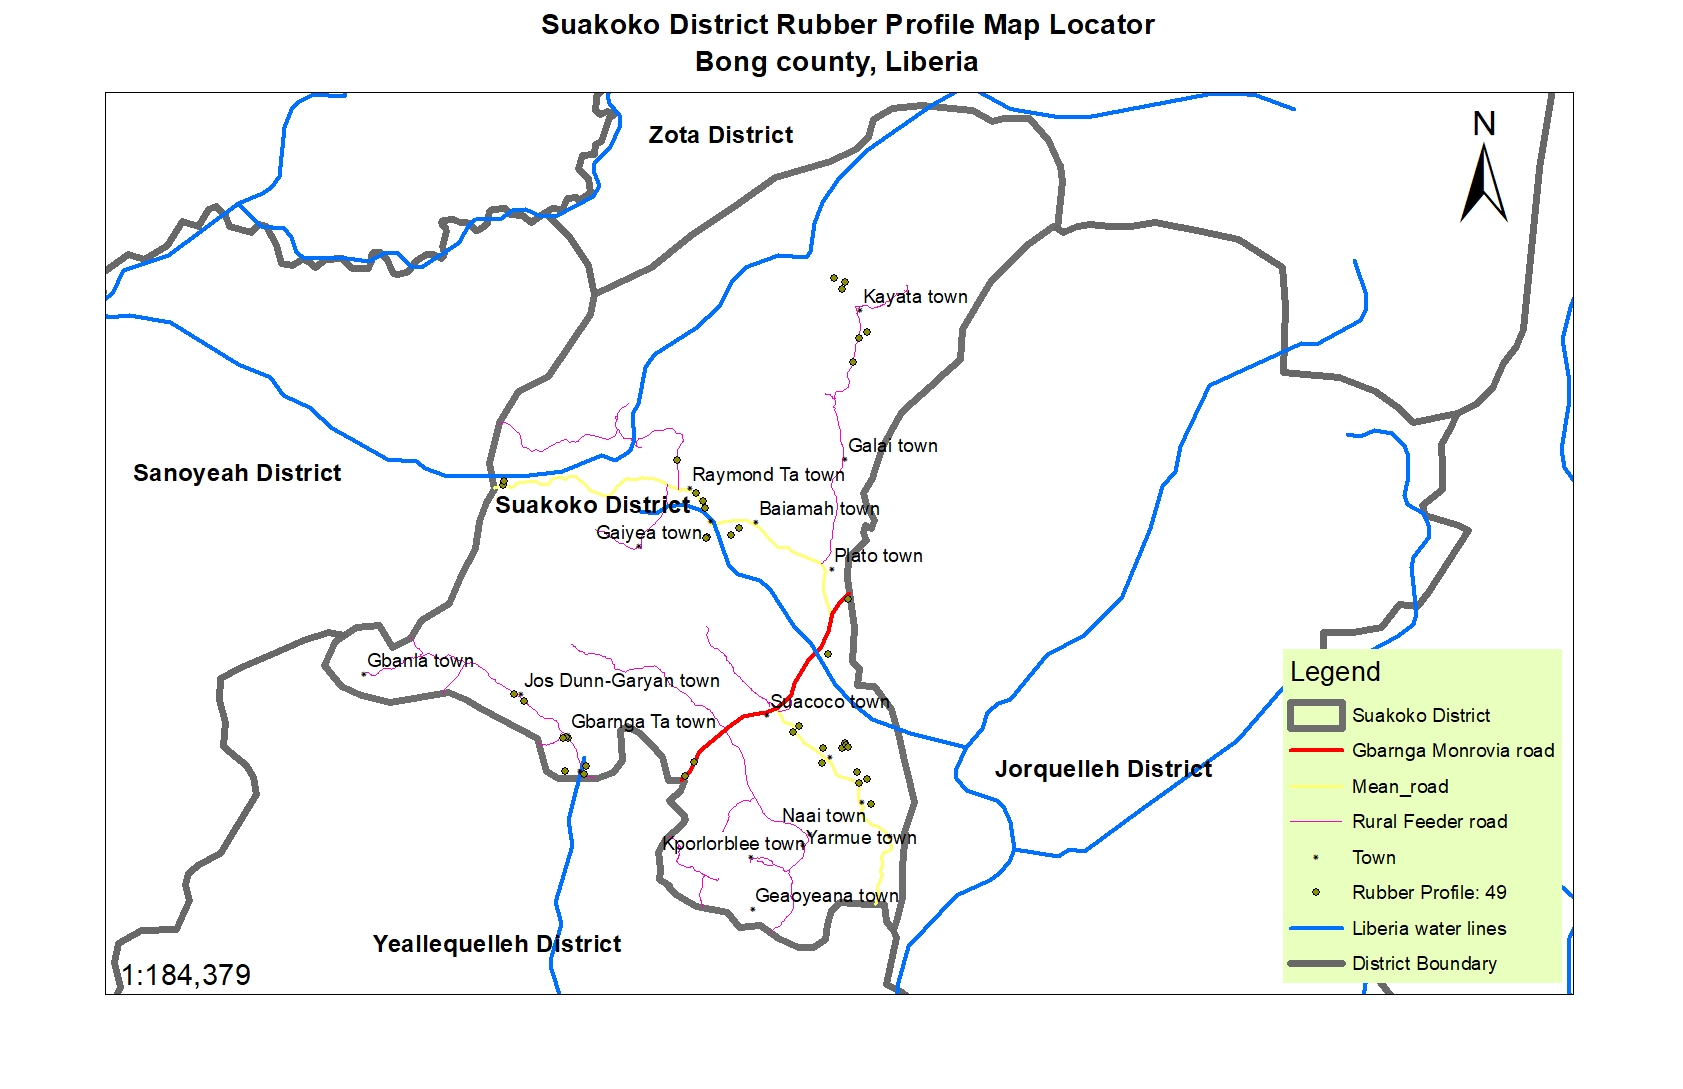 Suakoko District Rubber Profile Map Locator
Bong county, Liberia
Zota District
N
Kayata town
Galai town
Sanoyeah District
Raymond Ta town
Suakoko District
Baiamah town
Gaiyea town
Plato town
Gbanla town
Jos Dunn-Garyan town
Suacoco town
Gbarnga Ta town
Jorquelleh District
Naai town
Yarmue town
Kporlorblee town
Geaoyeana town
Yeallequelleh District
1:184,379
Legend
Suakoko District
Gbarnga Monrovia road
Mean_road
Rural Feeder road
Town
Rubber Profile: 49
Liberia water lines
District Boundary